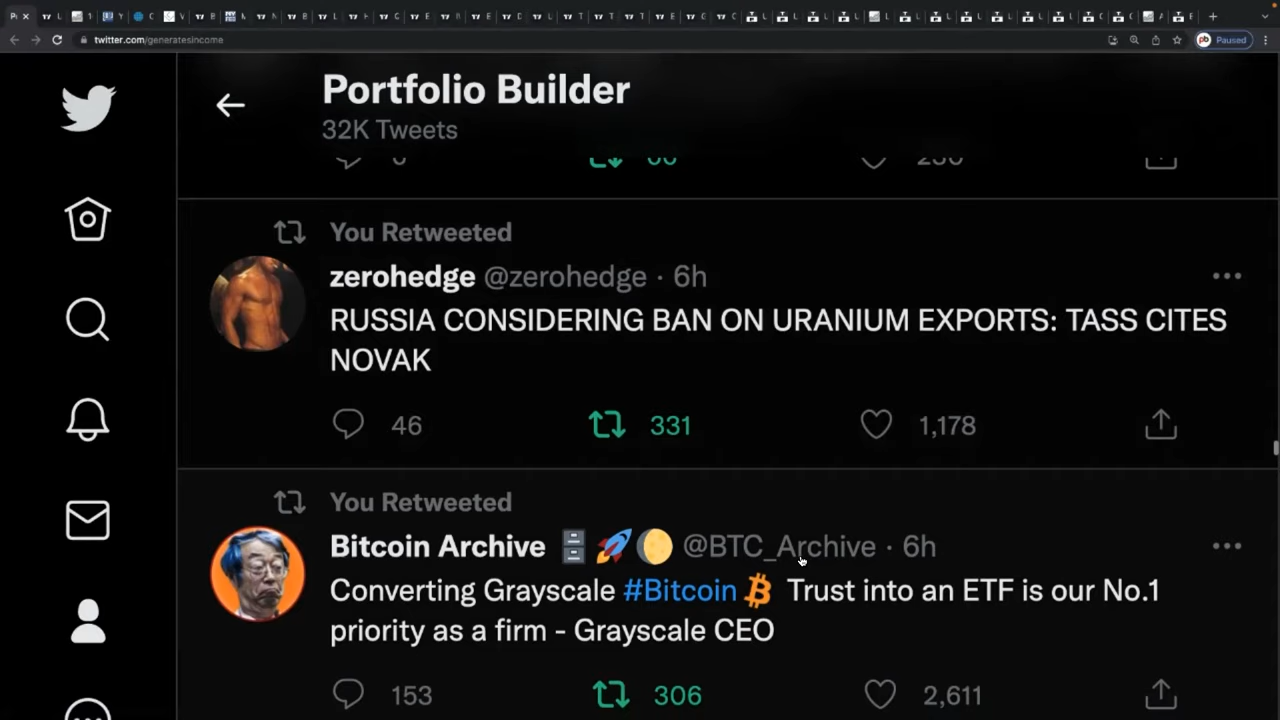 twitter.com/generatesincome
pb Paused
Portfolio Builder
32K Tweets
You Retweeted
zerohedge @zerohedge · 6h
RUSSIA CONSIDERING BAN ON URANIUM EXPORTS: TASS CITES
NOVAK
46 331 1,178
You Retweeted
Bitcoin Archive @BTC_Archive · 6h
Converting Grayscale #Bitcoin Trust into an ETF is our No.1
priority as a firm - Grayscale CEO
153 306 2,611